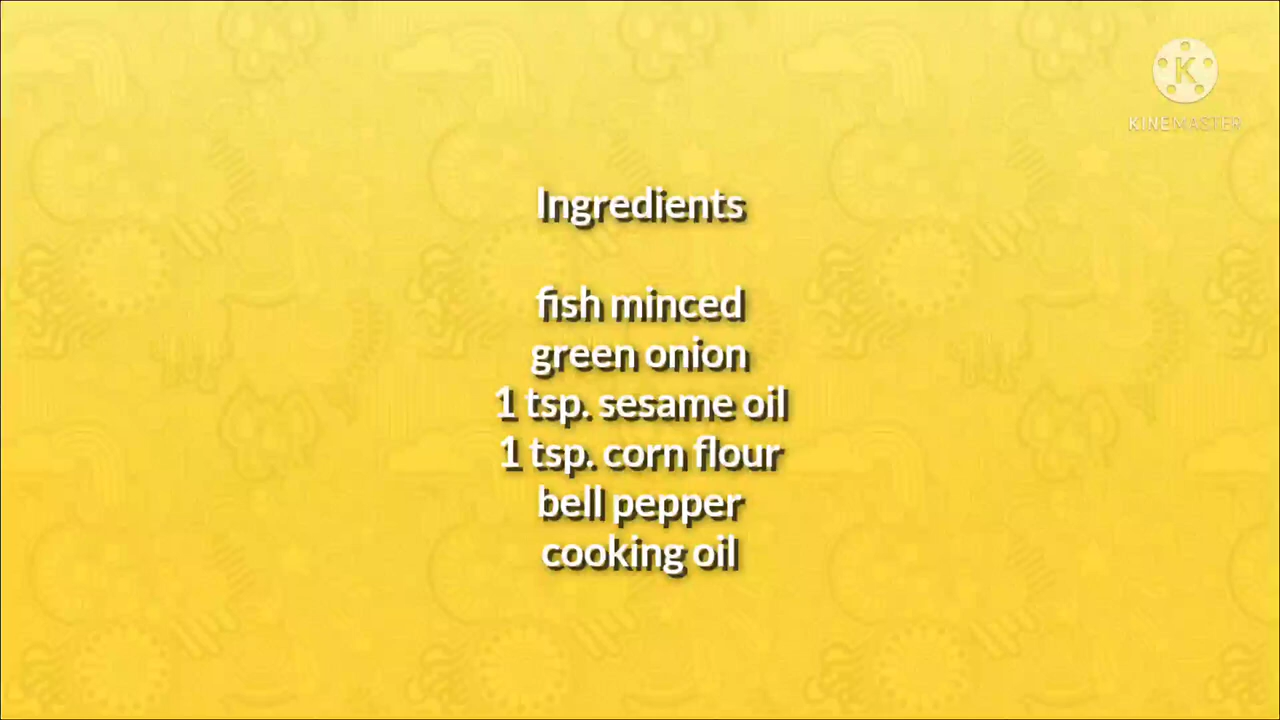 KINEMASTER
Ingredients
fish minced
green onion
1 tsp. sesame oil
1 tsp. corn flour
bell pepper
cooking oil